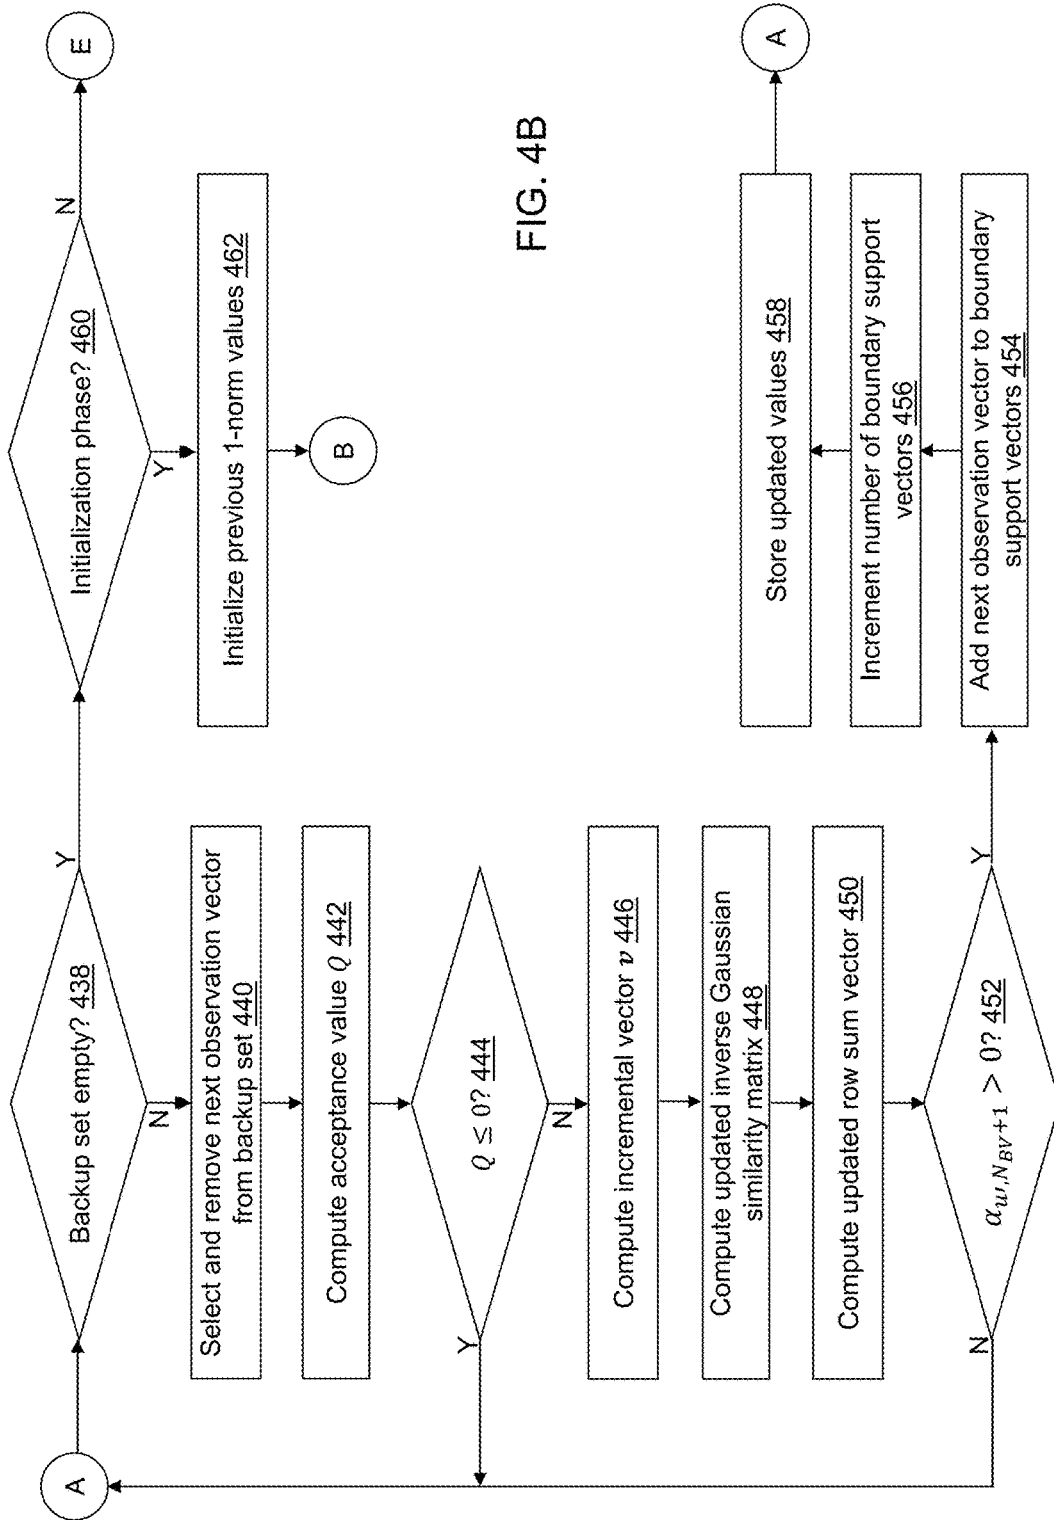 A
Backup set empty? 438
Y
N
Select and remove next observation vector
from backup set 440
Compute acceptance value Q 442
Q ≤ 0? 444
Y
N
Compute incremental vector v 446
Compute updated inverse Gaussian
similarity matrix 448
Compute updated row sum vector 450
α_{w′,N_{BV}+1} > 0? 452
N
Y
Initialization phase? 460
N
Y
E
Initialize previous 1-norm values 462
B
FIG. 4B
Store updated values 458
A
Increment number of boundary support
vectors 456
Add next observation vector to boundary
support vectors 454